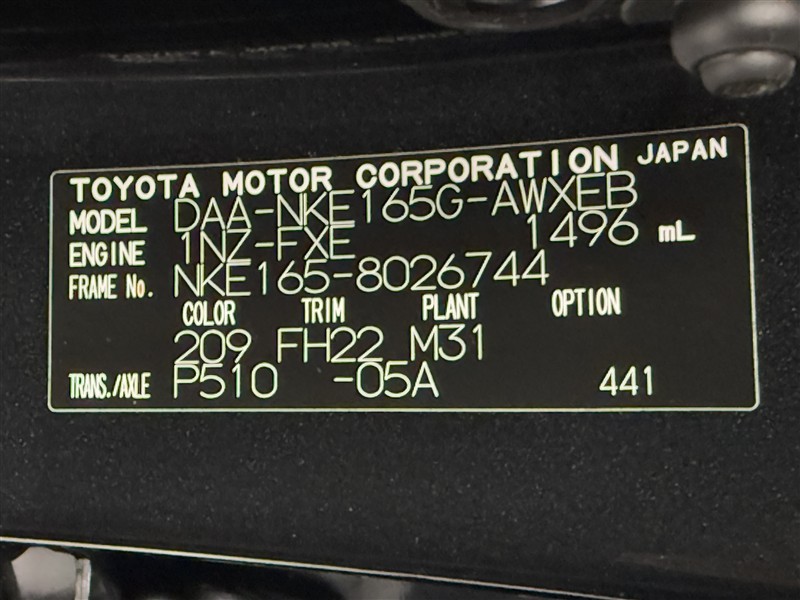 TOYOTA MOTOR CORPORATION JAPAN
MODEL DAA-NKE165G-AWXEB
ENGINE 1NZ-FXE 1496 mL
FRAME No. NKE165-8026744
COLOR TRIM PLANT OPTION
209 FH22 M31
TRANS./AXLE P510 -05A 441